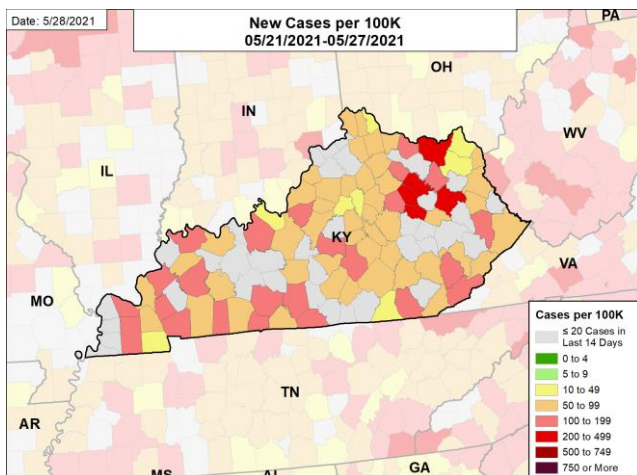 Date: 5/28/2021
New Cases per 100K
05/21/2021-05/27/2021
PA
OH
IN
WV
IL
KY
VA
MO
TN
AR
MS
AL
GA
Cases per 100K
≤ 20 Cases in
Last 14 Days
0 to 4
5 to 9
10 to 49
50 to 99
100 to 199
200 to 499
500 to 749
750 or More